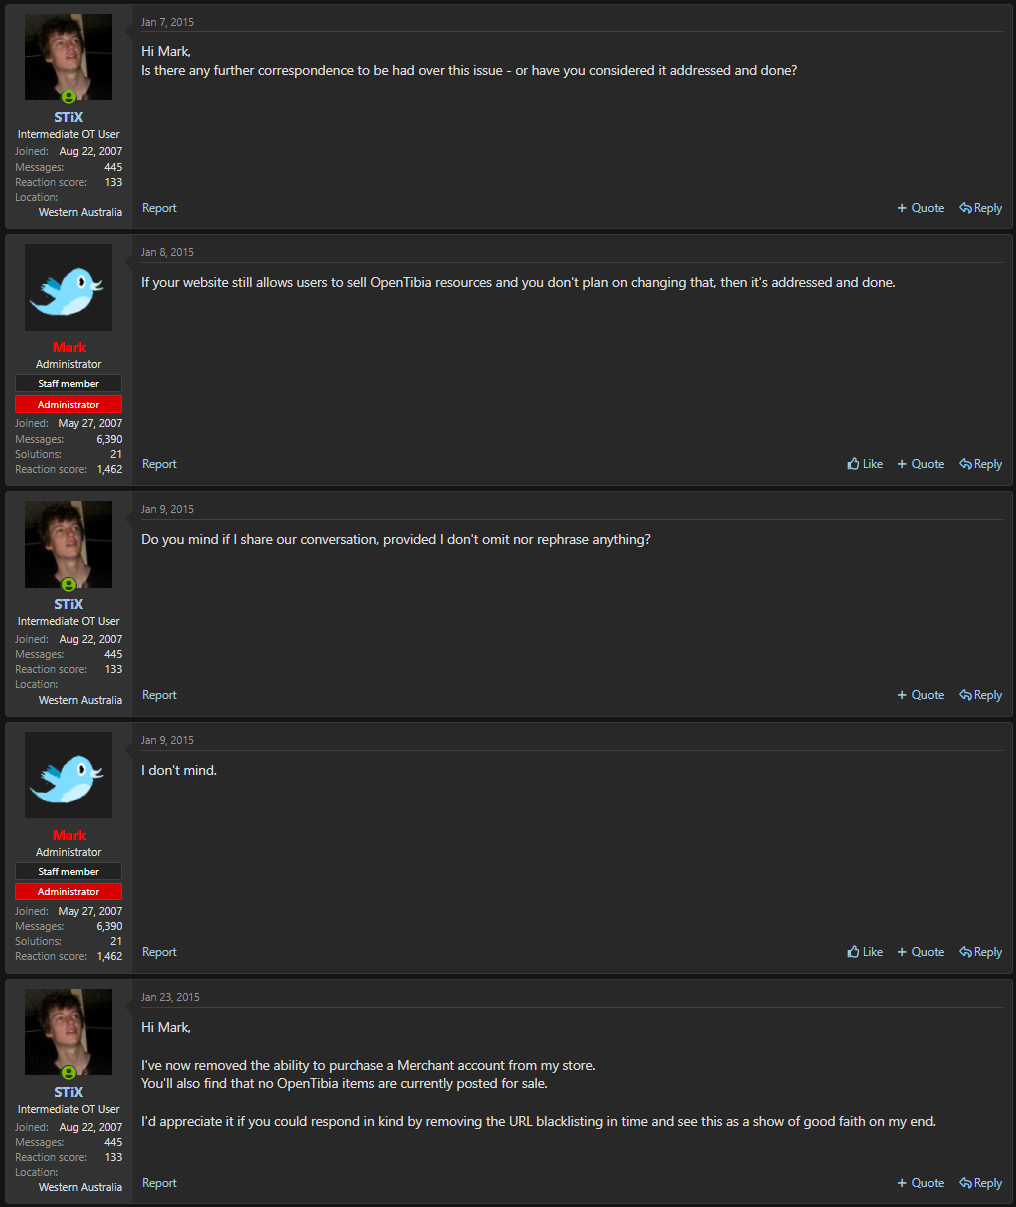 Jan 7, 2015
Hi Mark,
Is there any further correspondence to be had over this issue - or have you considered it addressed and done?
STiX
Intermediate OT User
Joined: Aug 22, 2007
Messages: 445
Reaction score: 133
Location:
Western Australia
Report
+ Quote Reply
Jan 8, 2015
If your website still allows users to sell OpenTibia resources and you don't plan on changing that, then it's addressed and done.
Mark
Administrator
Staff member
Administrator
Joined: May 27, 2007
Messages: 6,390
Solutions: 21
Reaction score: 1,462
Report
Like + Quote Reply
Jan 9, 2015
Do you mind if I share our conversation, provided I don't omit nor rephrase anything?
STiX
Intermediate OT User
Joined: Aug 22, 2007
Messages: 445
Reaction score: 133
Location:
Western Australia
Report
+ Quote Reply
Jan 9, 2015
I don't mind.
Mark
Administrator
Staff member
Administrator
Joined: May 27, 2007
Messages: 6,390
Solutions: 21
Reaction score: 1,462
Report
Like + Quote Reply
Jan 23, 2015
Hi Mark,
I've now removed the ability to purchase a Merchant account from my store.
You'll also find that no OpenTibia items are currently posted for sale.
I'd appreciate it if you could respond in kind by removing the URL blacklisting in time and see this as a show of good faith on my end.
STiX
Intermediate OT User
Joined: Aug 22, 2007
Messages: 445
Reaction score: 133
Location:
Western Australia
Report
+ Quote Reply